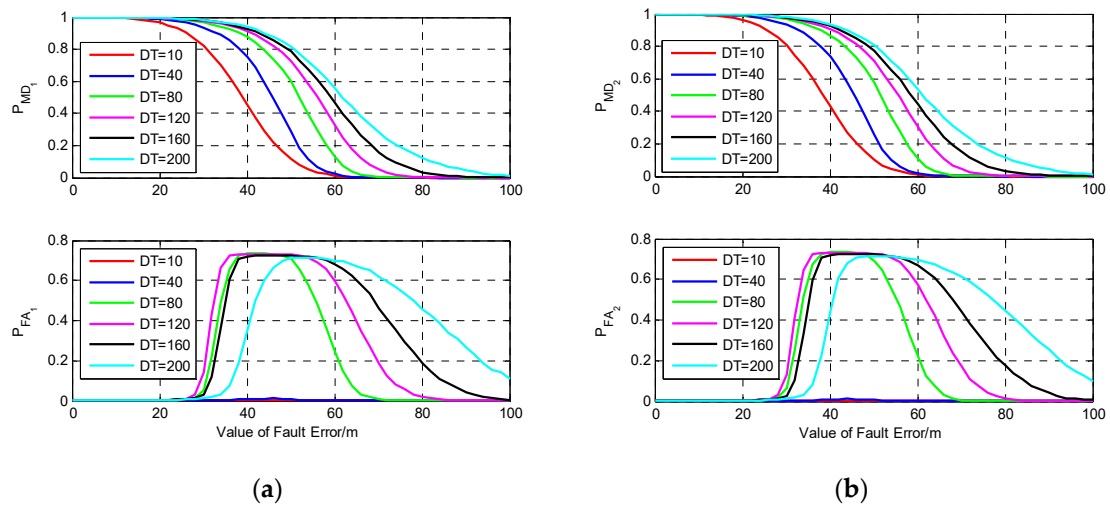 1
0.8
0.6
0.4
0.2
0
P_MD_1
DT=10
DT=40
DT=80
DT=120
DT=160
DT=200
0 20 40 60 80 100
0.8
0.6
0.4
0.2
0
P_FA_1
DT=10
DT=40
DT=80
DT=120
DT=160
DT=200
0 20 40 60 80 100
Value of Fault Error/m
(a)
1
0.8
0.6
0.4
0.2
0
P_MD_2
DT=10
DT=40
DT=80
DT=120
DT=160
DT=200
0 20 40 60 80 100
0.8
0.6
0.4
0.2
0
P_FA_2
DT=10
DT=40
DT=80
DT=120
DT=160
DT=200
0 20 40 60 80 100
Value of Fault Error/m
(b)